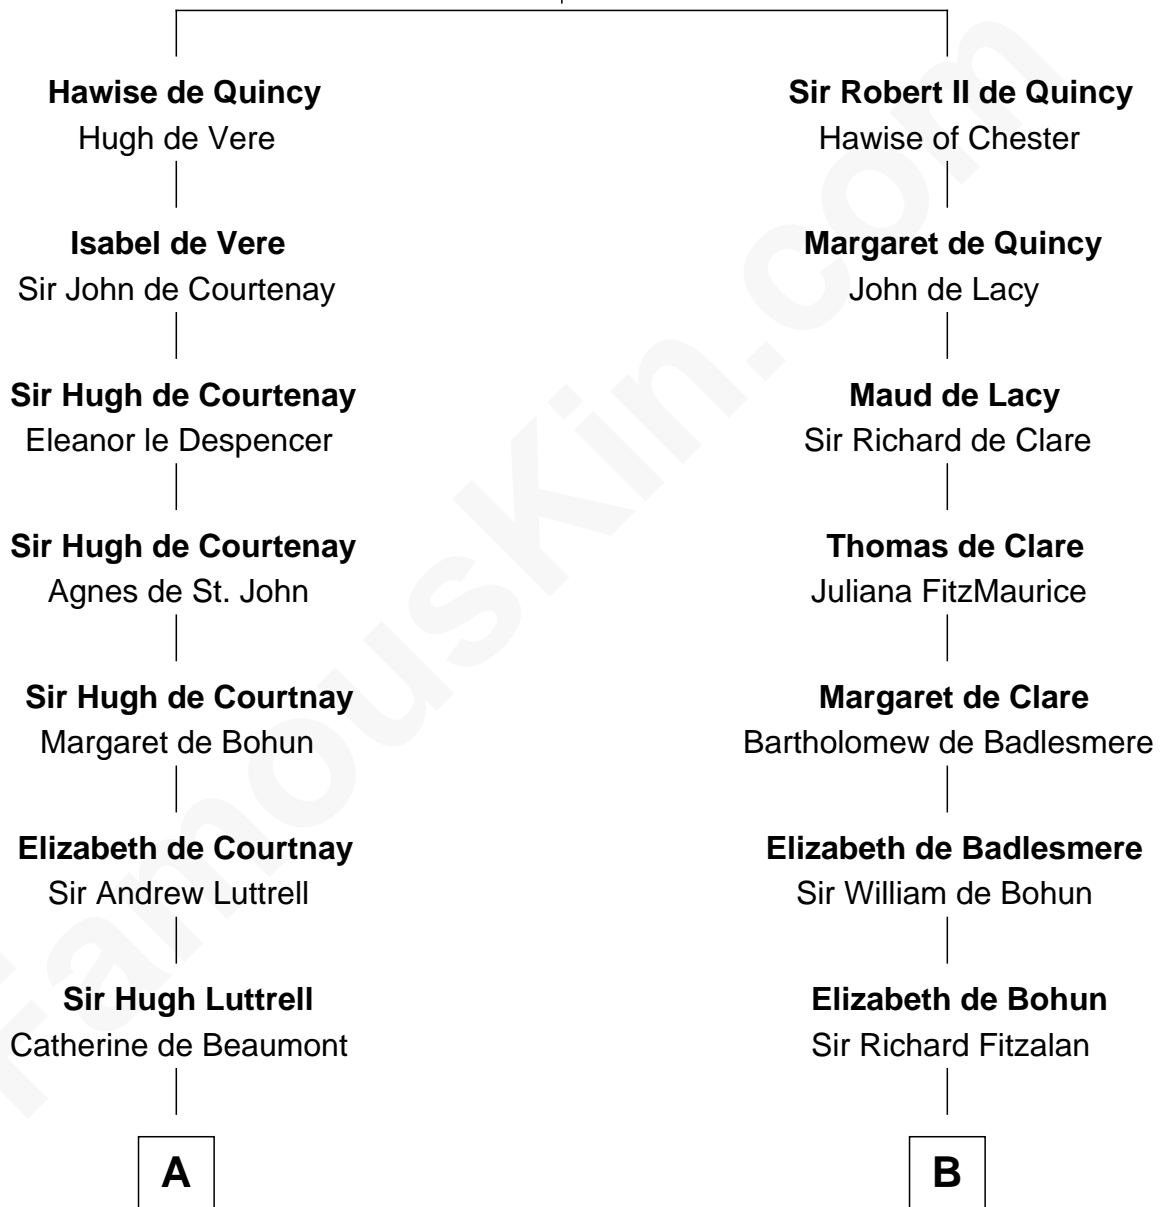 Hawise de Quincy
Hugh de Vere
Isabel de Vere
Sir John de Courtenay
Sir Hugh de Courtenay
Eleanor le Despencer
Sir Hugh de Courtenay
Agnes de St. John
Sir Hugh de Courtnay
Margaret de Bohun
Elizabeth de Courtnay
Sir Andrew Luttrell
Sir Hugh Luttrell
Catherine de Beaumont
A
Sir Robert II de Quincy
Hawise of Chester
Margaret de Quincy
John de Lacy
Maud de Lacy
Sir Richard de Clare
Thomas de Clare
Juliana FitzMaurice
Margaret de Clare
Bartholomew de Badlesmere
Elizabeth de Badlesmere
Sir William de Bohun
Elizabeth de Bohun
Sir Richard Fitzalan
B
FamousKin.com